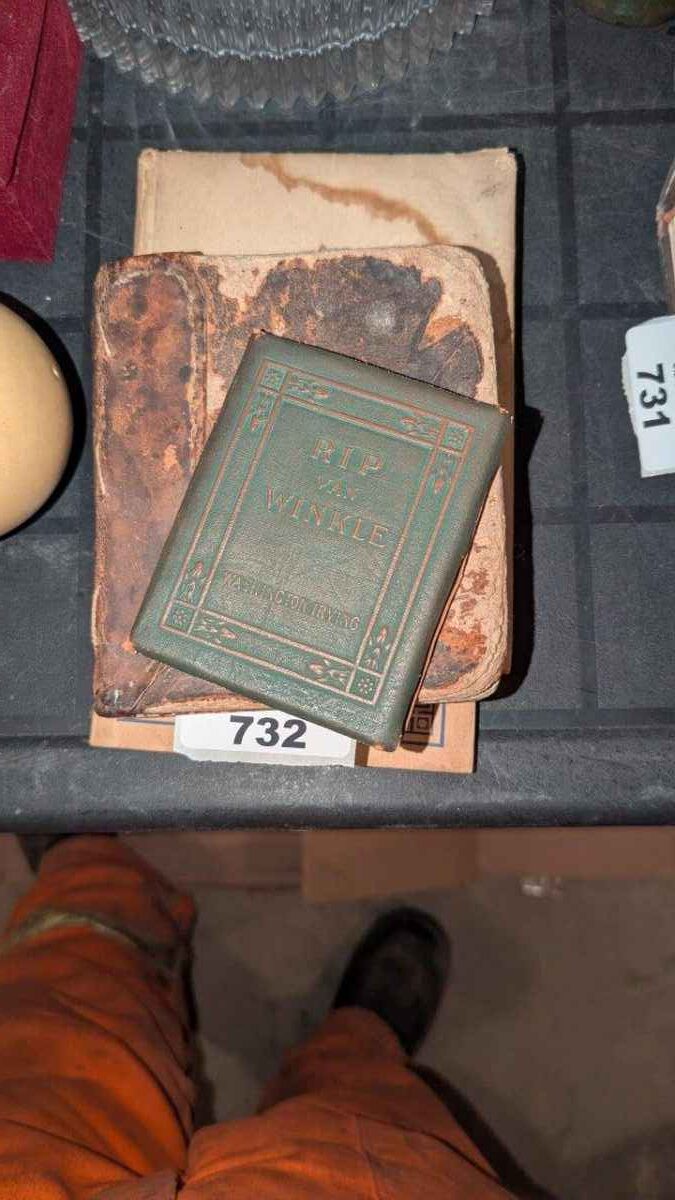 RIP
VAN
WINKLE
WASHINGTON IRVING
732
731